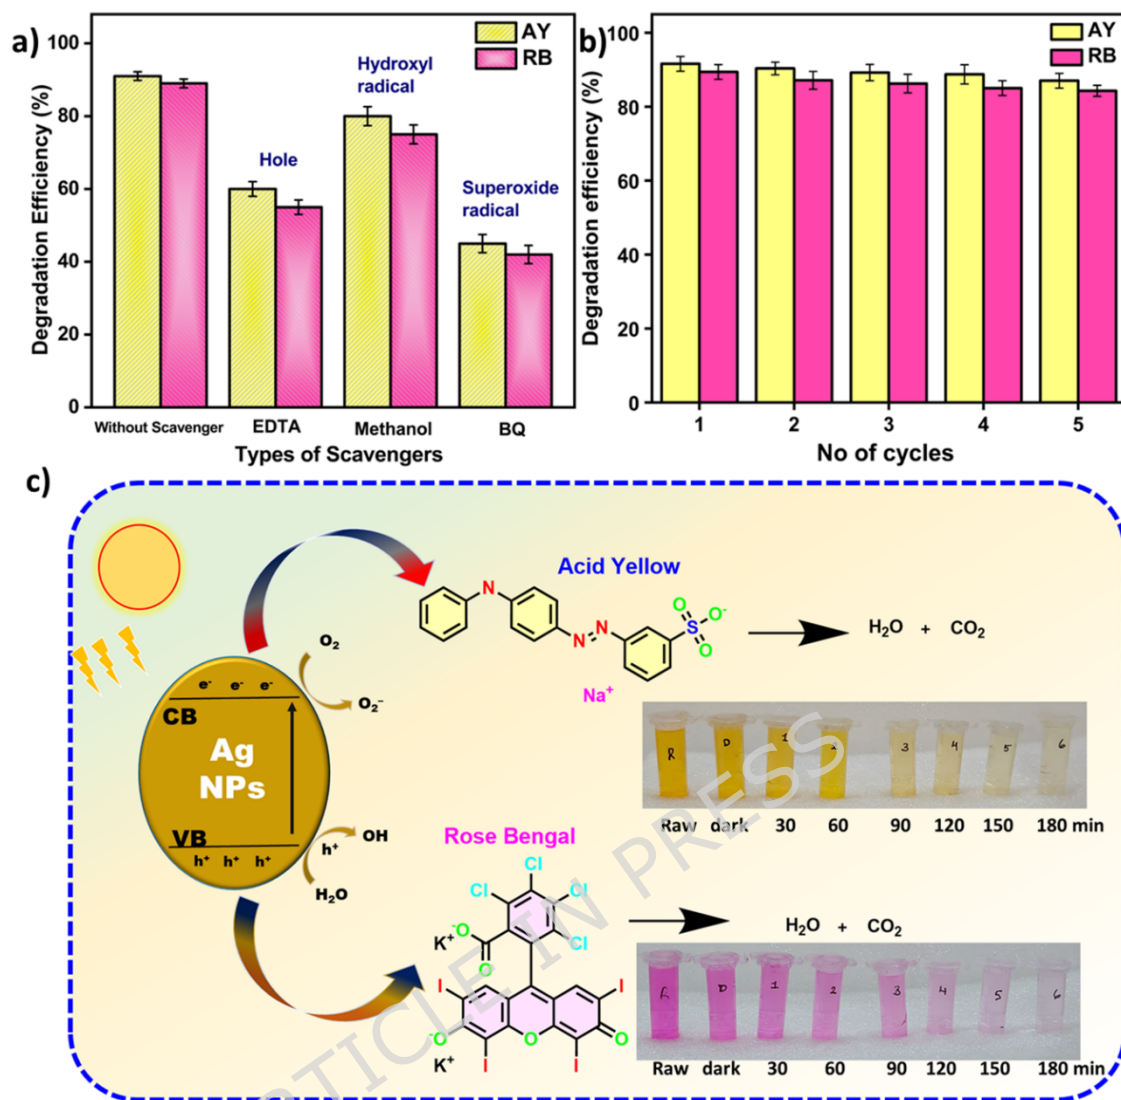 a)
100
80
60
40
20
0
Degradation Efficiency (%)
AY
RB
Hole
Hydroxyl
radical
Superoxide
radical
Without Scavenger
EDTA
Methanol
BQ
Types of Scavengers
b)
100
80
60
40
20
0
Degradation efficiency (%)
AY
RB
1
2
3
4
5
No of cycles
c)
Acid Yellow
N
N
N
S
O
O-
O
Na+
H2O + CO2
O2
O2−
e- e- e-
CB
Ag
NPs
VB
h+ h+ h+
OH
h+
H2O
R
D
1
2
3
4
5
6
Raw dark 30 60 90 120 150 180 min
Rose Bengal
Cl
Cl
Cl
Cl
-O
K+
O
I
I
-O
O
O
K+
I
I
H2O + CO2
R
D
1
2
3
4
5
6
Raw dark 30 60 90 120 150 180 min
ARTICLE IN PRESS